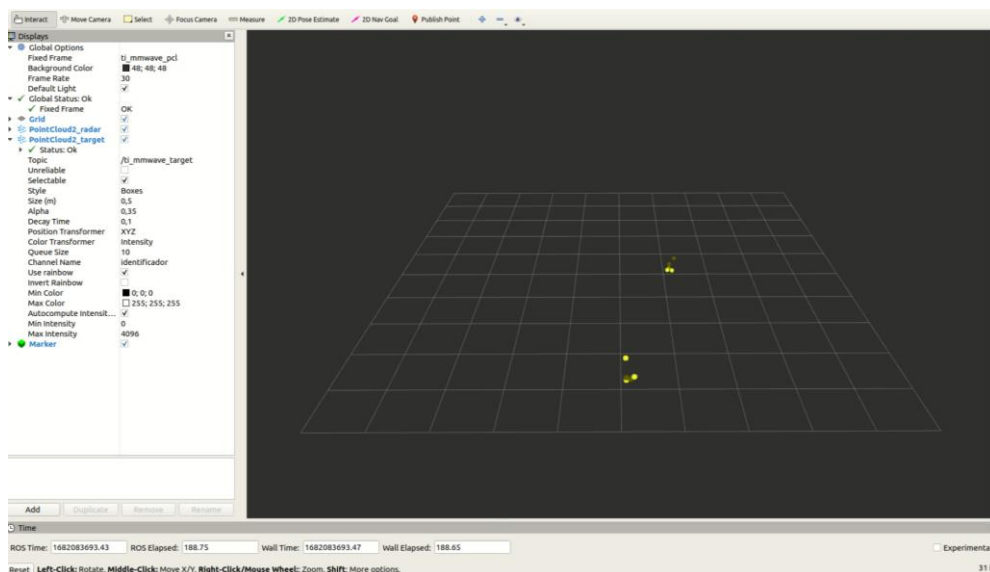 Interact Move Camera Select Focus Camera Measure 2D Pose Estimate 2D Nav Goal Publish Point
Displays
Global Options
Fixed Frame ti_mmwave_pcl
Background Color 48; 48; 48
Frame Rate 30
Default Light
Global Status: Ok
Fixed Frame OK
Grid
PointCloud2_radar
PointCloud2_target
Status: Ok
Topic /ti_mmwave_target
Unreliable
Selectable
Style Boxes
Size (m) 0,5
Alpha 0,35
Decay Time 0,1
Position Transformer XYZ
Color Transformer Intensity
Queue Size 10
Channel Name identificador
Use rainbow
Invert Rainbow
Min Color 0; 0; 0
Max Color 255; 255; 255
Autocompute Intensit...
Min Intensity 0
Max Intensity 4096
Marker
Add Duplicate Remove Rename
Time
ROS Time: 1682083693.43 ROS Elapsed: 188.75 Wall Time: 1682083693.47 Wall Elapsed: 188.65 Experimenta
Reset Left-Click: Rotate. Middle-Click: Move X/Y. Right-Click/Mouse Wheel: Zoom. Shift: More options. 31